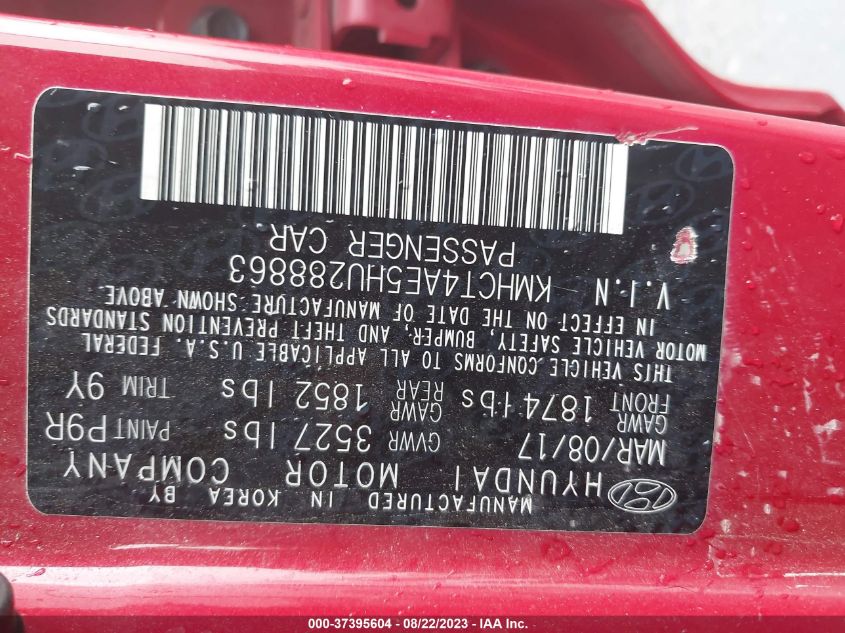 MANUFACTURED IN KOREA BY
HYUNDAI MOTOR COMPANY
MAR/08/17 GVWR 3527 lbs PAINT P9R
GAWR FRONT 1874 lbs GAWR REAR 1852 lbs TRIM 9Y
THIS VEHICLE CONFORMS TO ALL APPLICABLE U.S.A. FEDERAL
MOTOR VEHICLE SAFETY, BUMPER, AND THEFT PREVENTION STANDARDS
IN EFFECT ON THE DATE OF MANUFACTURE SHOWN ABOVE.
V.I.N KMHCT4AE5HU288863
PASSENGER CAR
000-37395604 - 08/22/2023 - IAA Inc.